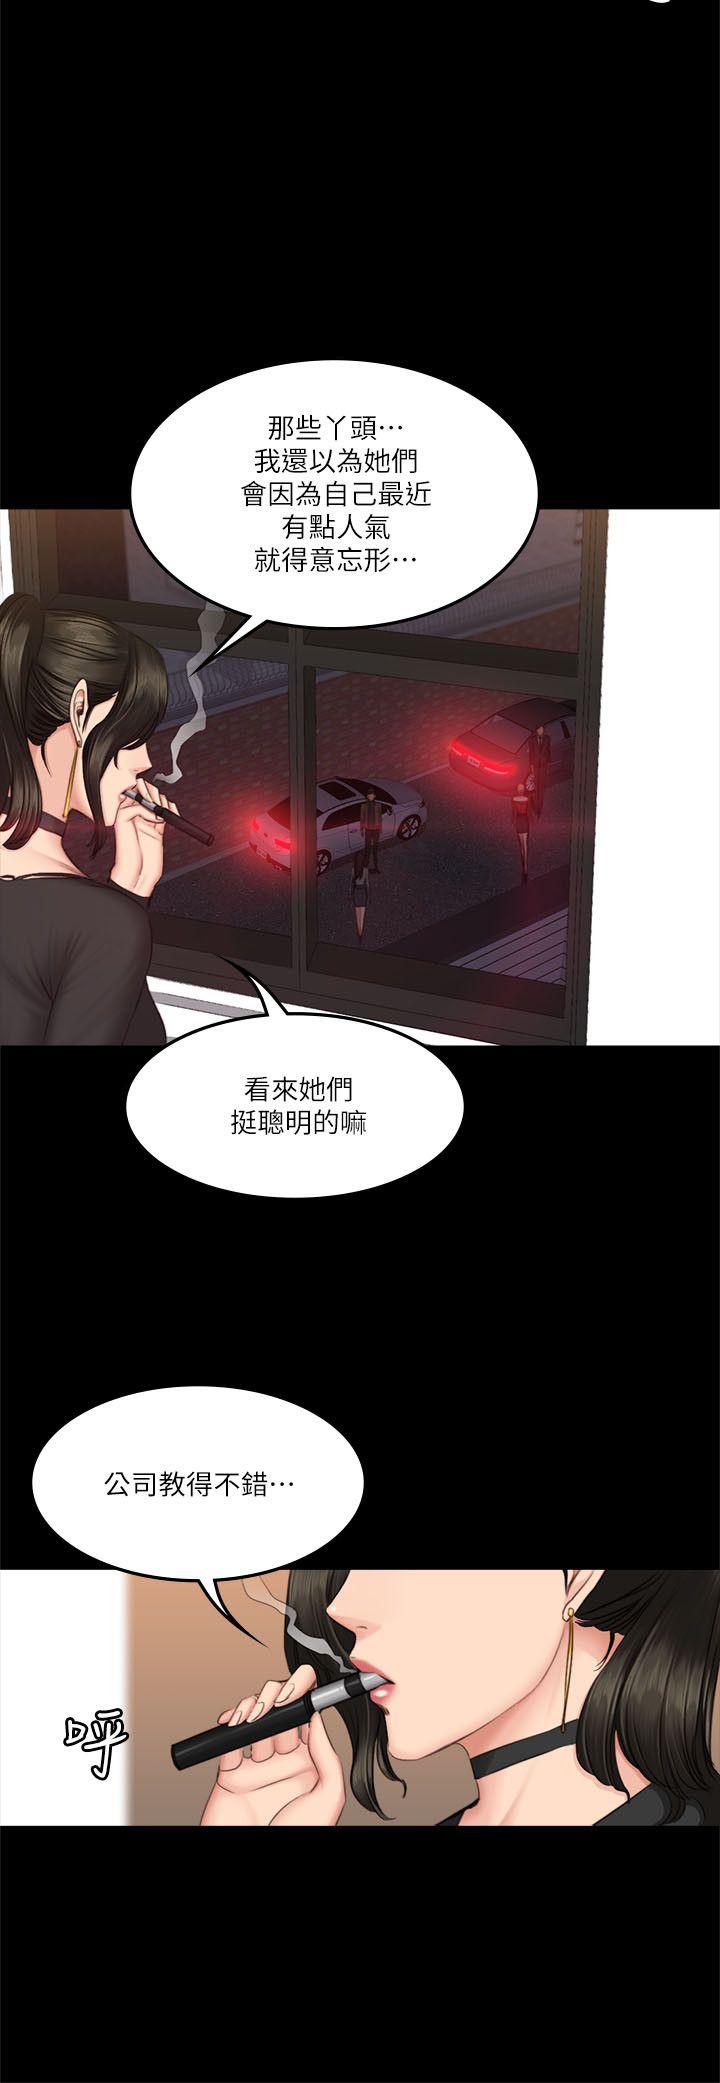 那些丫頭⋯
我還以為她們
會因為自己最近
有點人氣
就得意忘形⋯
看來她們
挺聰明的嘛
公司教得不錯⋯
呼